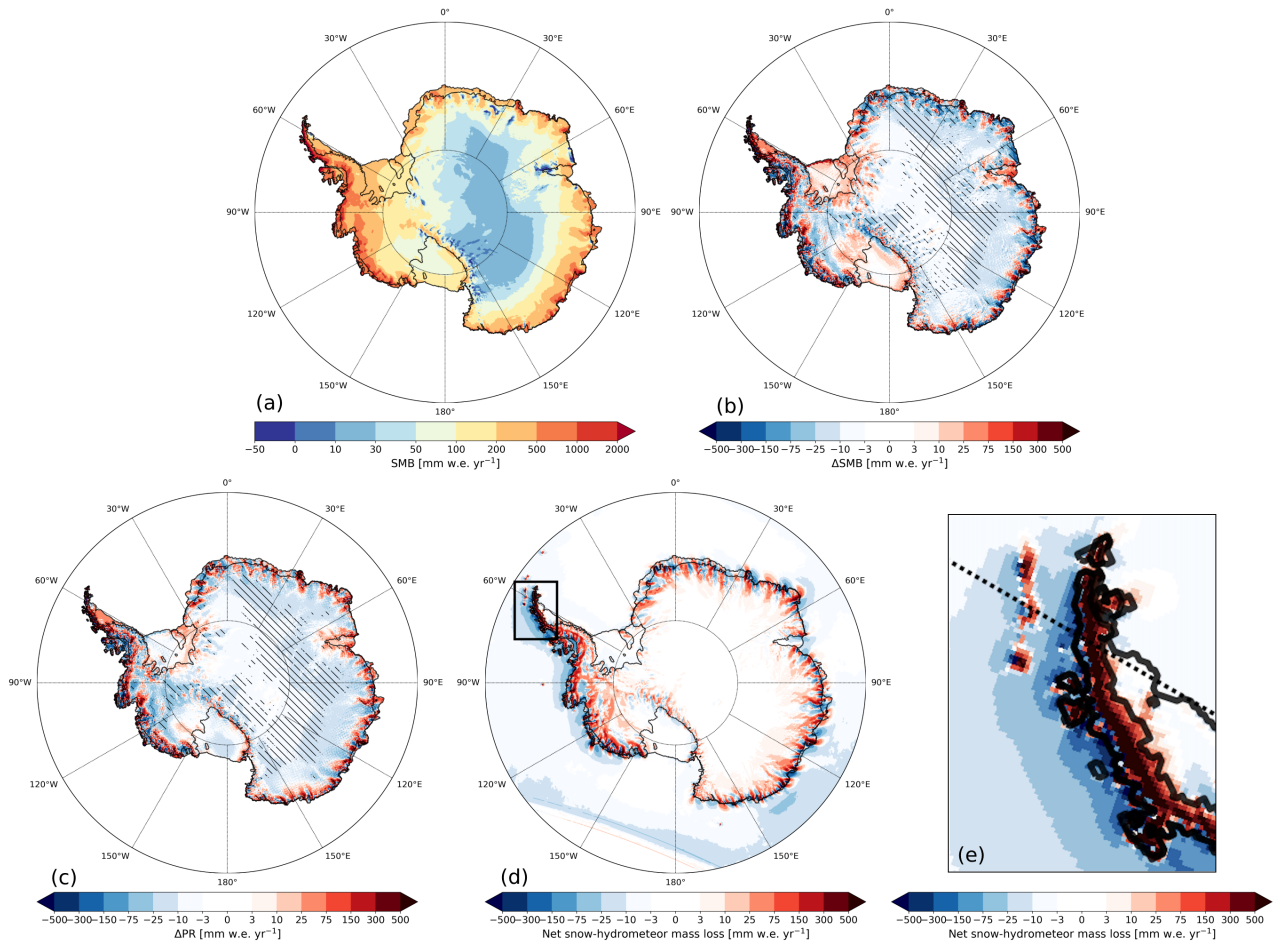 0°
30°W
30°E
60°W
60°E
90°W
90°E
120°W
120°E
150°W
150°E
180°
(a)
−50 0 10 30 50 100 200 500 1000 2000
SMB [mm w.e. yr⁻¹]
0°
30°W
30°E
60°W
60°E
90°W
90°E
120°W
120°E
150°W
150°E
180°
(b)
−500−300−150 −75 −25 −10 −3 0 3 10 25 75 150 300 500
ΔSMB [mm w.e. yr⁻¹]
0°
30°W
30°E
60°W
60°E
90°W
90°E
120°W
120°E
150°W
150°E
180°
(c)
−500−300−150 −75 −25 −10 −3 0 3 10 25 75 150 300 500
ΔPR [mm w.e. yr⁻¹]
0°
30°W
30°E
60°W
60°E
90°W
90°E
120°W
120°E
150°W
150°E
180°
(d)
−500−300−150 −75 −25 −10 −3 0 3 10 25 75 150 300 500
Net snow-hydrometeor mass loss [mm w.e. yr⁻¹]
(e)
−500−300−150 −75 −25 −10 −3 0 3 10 25 75 150 300 500
Net snow-hydrometeor mass loss [mm w.e. yr⁻¹]